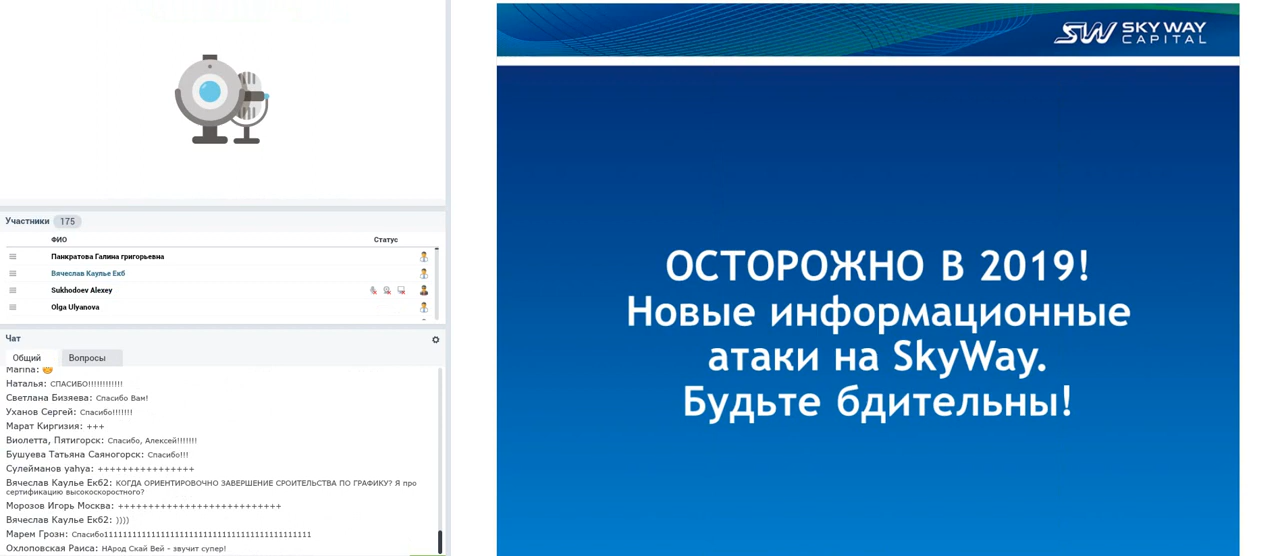 Участники 175
ФИО Статус
Панкратова Галина григорьевна
Вячеслав Каулье Екб
Sukhodoev Alexey
Olga Ulyanova
Чат
Общий Вопросы
Marina:
Наталья: СПАСИБО!!!!!!!!!!!!!
Светлана Бизяева: Спасибо Вам!
Уханов Сергей: Спасибо!!!!!!!
Марат Киргизия: +++
Виолетта, Пятигорск: Спасибо, Алексей!!!!!!!
Бушуева Татьяна Саяногорск: Спасибо!!!
Сулейманов yahya: ++++++++++++++++
Вячеслав Каулье Екб2: КОГДА ОРИЕНТИРОВОЧНО ЗАВЕРШЕНИЕ СРОИТЕЛЬСТВА ПО ГРАФИКУ? Я про
сертификацию высокоскоростного?
Морозов Игорь Москва: +++++++++++++++++++++++++++
Вячеслав Каулье Екб2: ))))
Марем Грозн: Спасибо11111111111111111111111111111111111111111
Охлоповская Раиса: НАрод Скай Вей - звучит супер!
SW SKY WAY
CAPITAL
ОСТОРОЖНО В 2019!
Новые информационные
атаки на SkyWay.
Будьте бдительны!